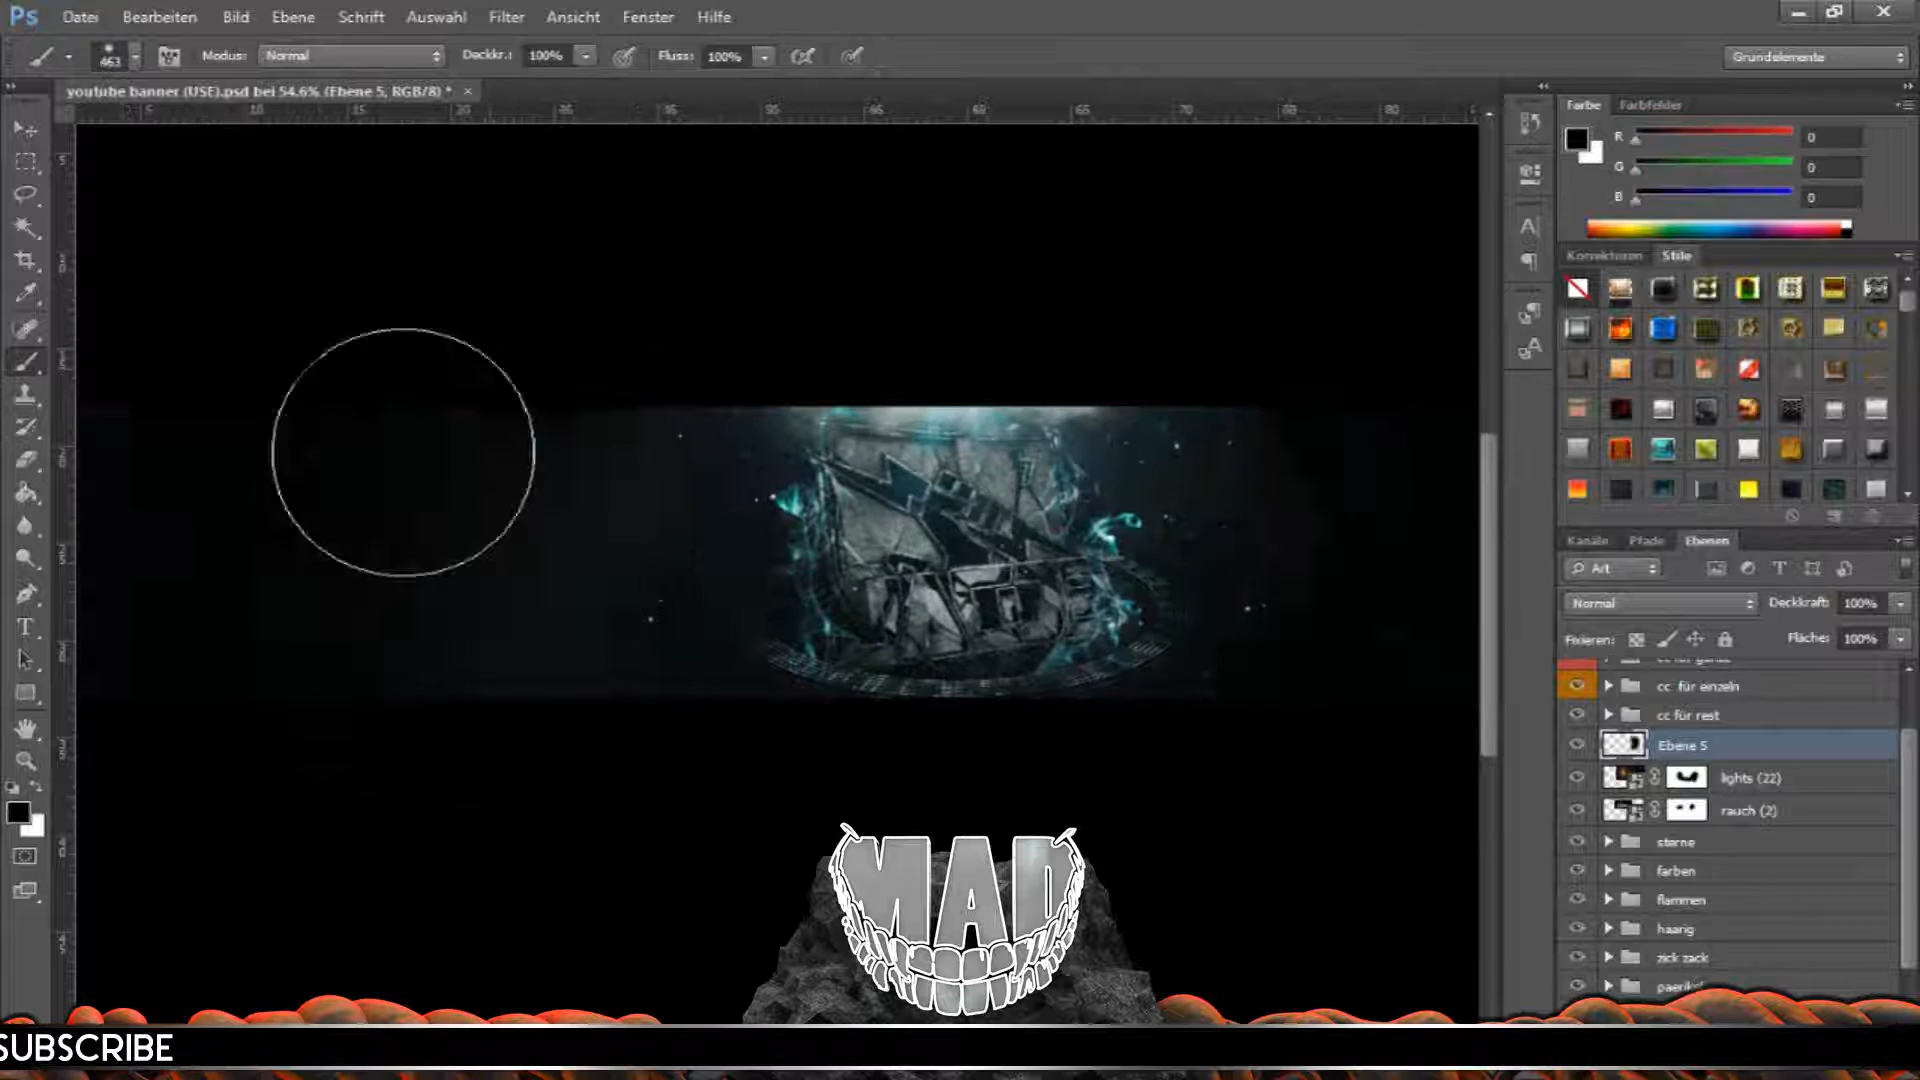 Ps Datei Bearbeiten Bild Ebene Schrift Auswahl Filter Ansicht Fenster Hilfe
463 Modus: Normal Deckkr.: 100% Fluss: 100% Grundelemente
youtube banner (USE).psd bei 54.6% (Ebene 5, RGB/8) * ×
Farbe Farbfelder
R 0
G 0
B 0
Korrekturen Stile
Kanäle Pfade Ebenen
Art
Normal Deckkraft: 100%
Fixieren: Fläche: 100%
cc für einzeln
cc für rest
Ebene 5
lights (22)
rauch (2)
sterne
farben
flammen
haarig
zick zack
MAD
SUBSCRIBE